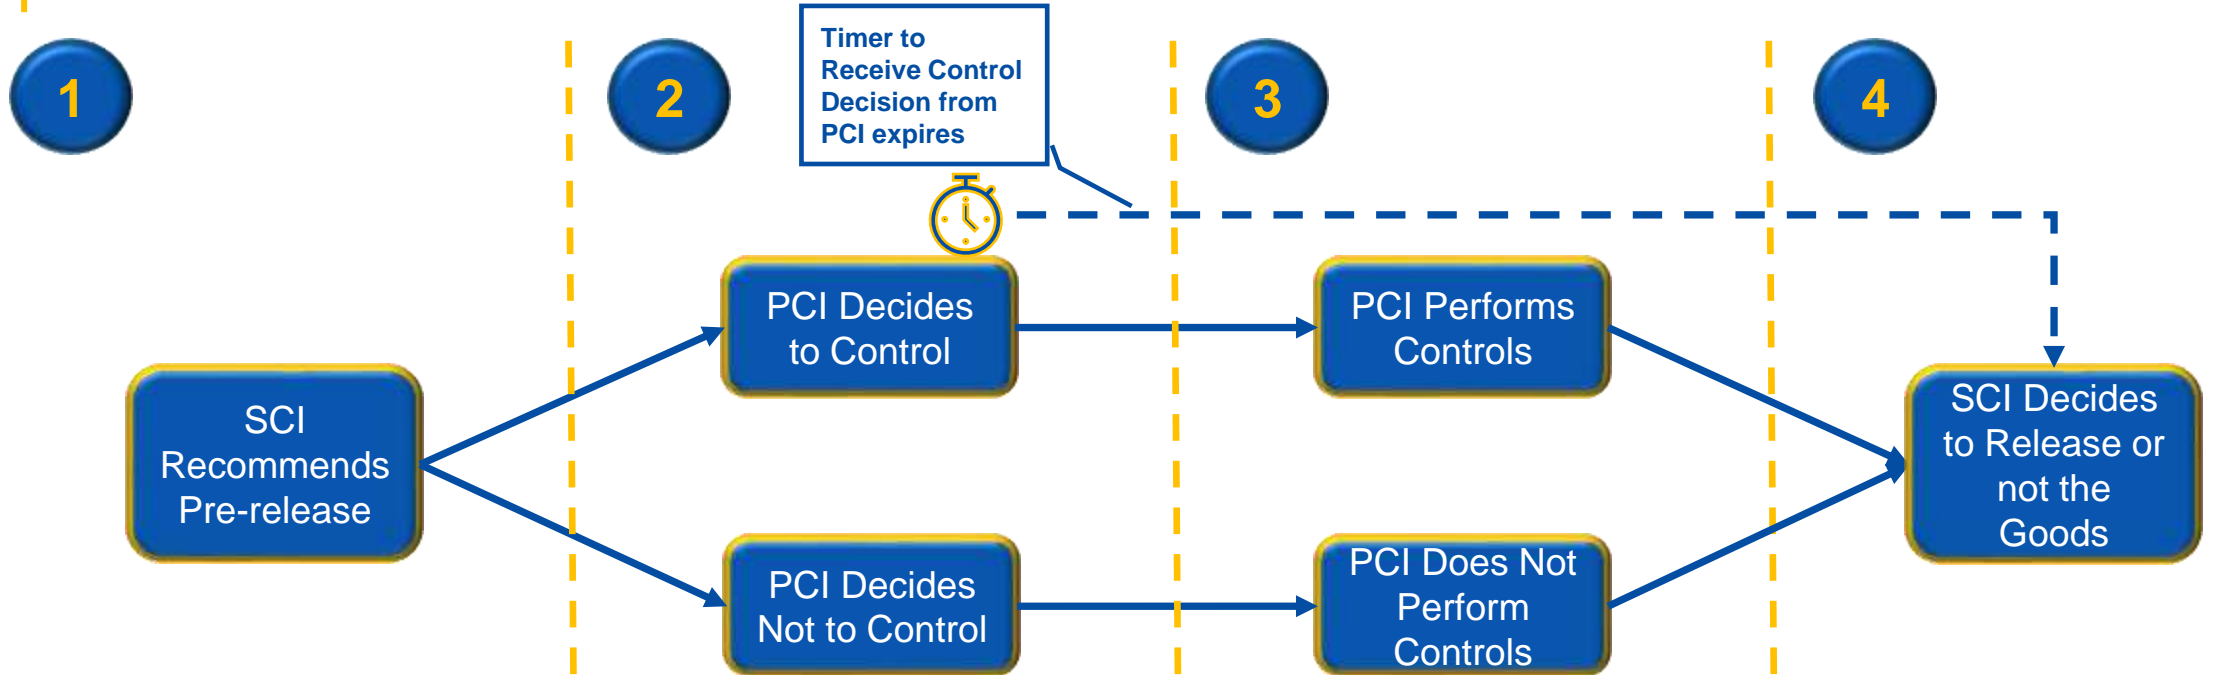 1
2
Timer to
Receive Control
Decision from
PCI expires
3
4
SCI
Recommends
Pre-release
PCI Decides
to Control
PCI Decides
Not to Control
PCI Performs
Controls
PCI Does Not
Perform
Controls
SCI Decides
to Release or
not the
Goods